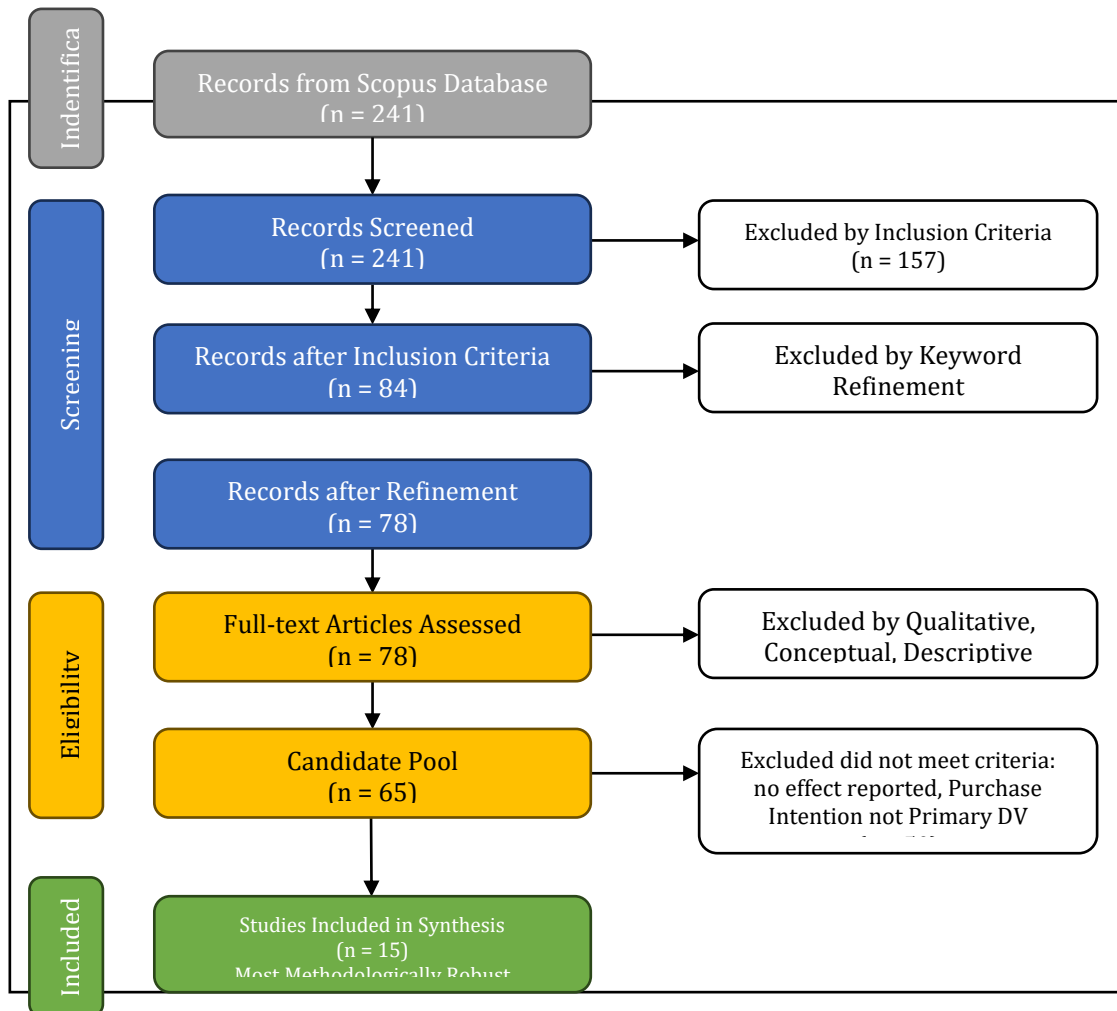 Indentifica
Records from Scopus Database
(n = 241)
Screening
Records Screened
(n = 241)
Excluded by Inclusion Criteria
(n = 157)
Records after Inclusion Criteria
(n = 84)
Excluded by Keyword
Refinement
Records after Refinement
(n = 78)
Eligibility
Full-text Articles Assessed
(n = 78)
Excluded by Qualitative,
Conceptual, Descriptive
Candidate Pool
(n = 65)
Excluded did not meet criteria:
no effect reported, Purchase
Intention not Primary DV
Included
Studies Included in Synthesis
(n = 15)
Most Methodologically Robust